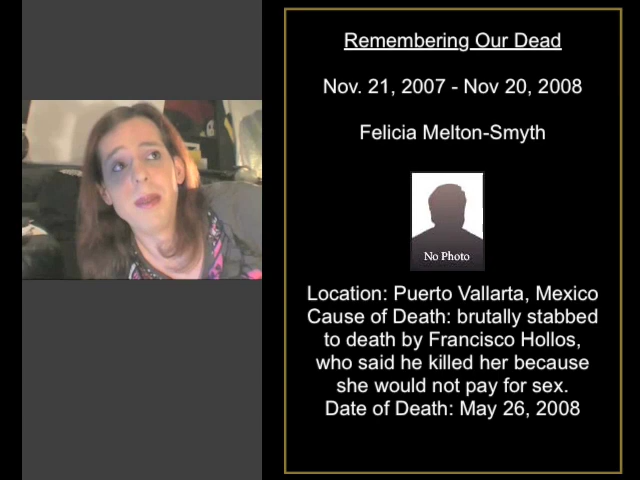 Remembering Our Dead
Nov. 21, 2007 - Nov 20, 2008
Felicia Melton-Smyth
No Photo
Location: Puerto Vallarta, Mexico
Cause of Death: brutally stabbed
to death by Francisco Hollos,
who said he killed her because
she would not pay for sex.
Date of Death: May 26, 2008